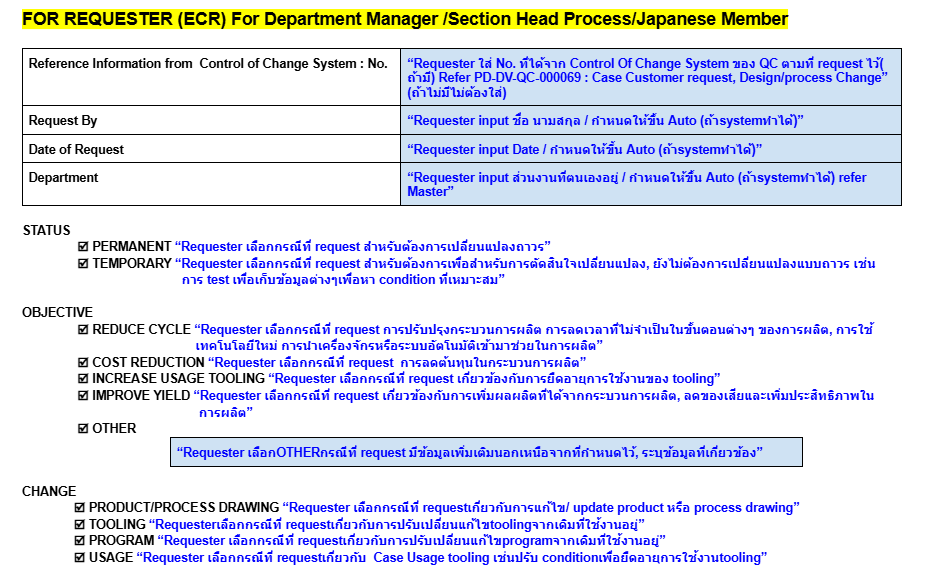 FOR REQUESTER (ECR) For Department Manager /Section Head Process/Japanese Member
Reference Information from Control of Change System : No.
“Requester ใส่ No. ที่ได้จาก Control Of Change System ของ QC ตามที่ request ไว้(
ถ้ามี) Refer PD-DV-QC-000069 : Case Customer request, Design/process Change”
(ถ้าไม่มีไม่ต้องใส่)
Request By
“Requester input ชื่อ นามสกุล / กำหนดให้ขึ้น Auto (ถ้าsystemทำได้)”
Date of Request
“Requester input Date / กำหนดให้ขึ้น Auto (ถ้าsystemทำได้)”
Department
“Requester input ส่วนงานที่ตนเองอยู่ / กำหนดให้ขึ้น Auto (ถ้าsystemทำได้) refer
Master”
STATUS
☑ PERMANENT “Requester เลือกกรณีที่ request สำหรับต้องการเปลี่ยนแปลงถาวร”
☑ TEMPORARY “Requester เลือกกรณีที่ request สำหรับต้องการเพื่อสำหรับการตัดสินใจเปลี่ยนแปลง, ยังไม่ต้องการเปลี่ยนแปลงแบบถาวร เช่น
การ test เพื่อเก็บข้อมูลต่างๆเพื่อหา condition ที่เหมาะสม”
OBJECTIVE
☑ REDUCE CYCLE “Requester เลือกกรณีที่ request การปรับปรุงกระบวนการผลิต การลดเวลาที่ไม่จำเป็นในขั้นตอนต่างๆ ของการผลิต, การใช้
เทคโนโลยีใหม่ การนำเครื่องจักรหรือระบบอัตโนมัติเข้ามาช่วยในการผลิต”
☑ COST REDUCTION “Requester เลือกกรณีที่ request การลดต้นทุนในกระบวนการผลิต”
☑ INCREASE USAGE TOOLING “Requester เลือกกรณีที่ request เกี่ยวข้องกับการยืดอายุการใช้งานของ tooling”
☑ IMPROVE YIELD “Requester เลือกกรณีที่ request เกี่ยวข้องกับการเพิ่มผลผลิตที่ได้จากกระบวนการผลิต, ลดของเสียและเพิ่มประสิทธิภาพใน
การผลิต”
☑ OTHER
“Requester เลือกOTHERกรณีที่ request มีข้อมูลเพิ่มเติมนอกเหนือจากที่กำหนดไว้, ระบุข้อมูลที่เกี่ยวข้อง”
CHANGE
☑ PRODUCT/PROCESS DRAWING “Requester เลือกกรณีที่ requestเกี่ยวกับการแก้ไข/ update product หรือ process drawing”
☑ TOOLING “Requesterเลือกกรณีที่ requestเกี่ยวกับการปรับเปลี่ยนแก้ไขtoolingจากเดิมที่ใช้งานอยู่”
☑ PROGRAM “Requester เลือกกรณีที่ requestเกี่ยวกับการปรับเปลี่ยนแก้ไขprogramจากเดิมที่ใช้งานอยู่”
☑ USAGE “Requester เลือกกรณีที่ requestเกี่ยวกับ Case Usage tooling เช่นปรับ conditionเพื่อยืดอายุการใช้งานtooling”